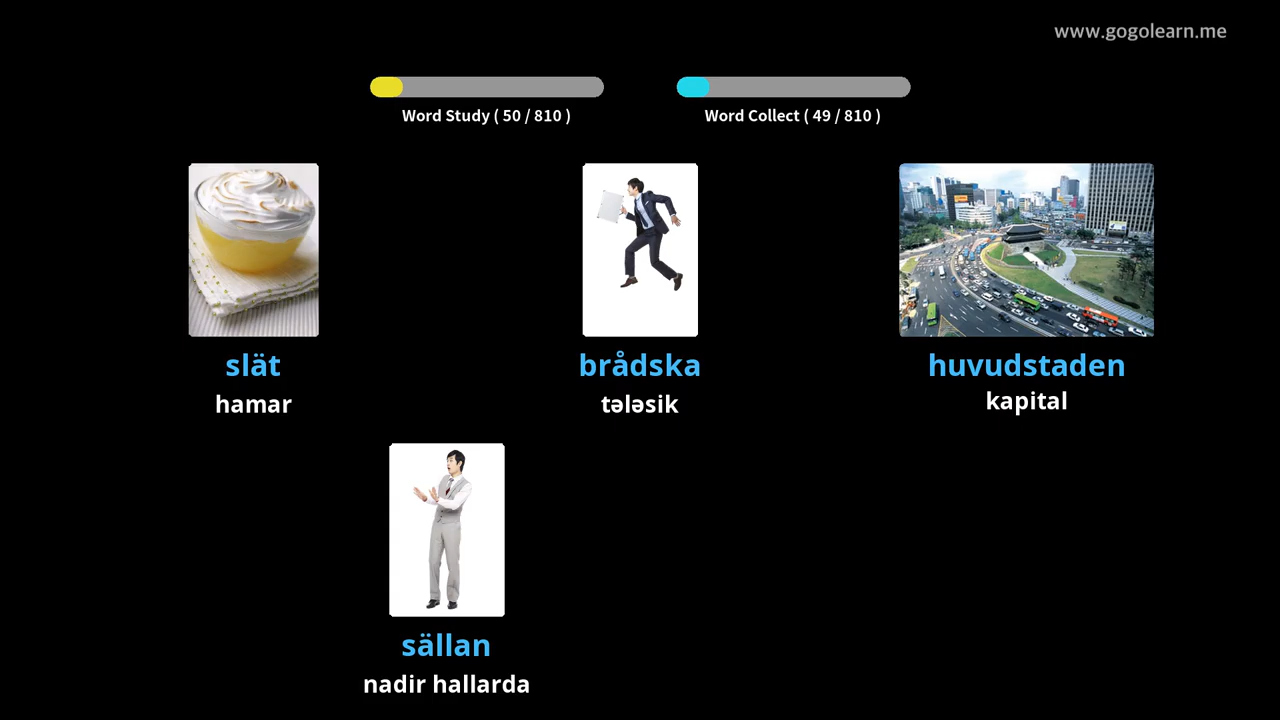 www.gogolearn.me
Word Study ( 50 / 810 )
Word Collect ( 49 / 810 )
slät
hamar
brådska
tələsik
huvudstaden
kapital
sällan
nadir hallarda